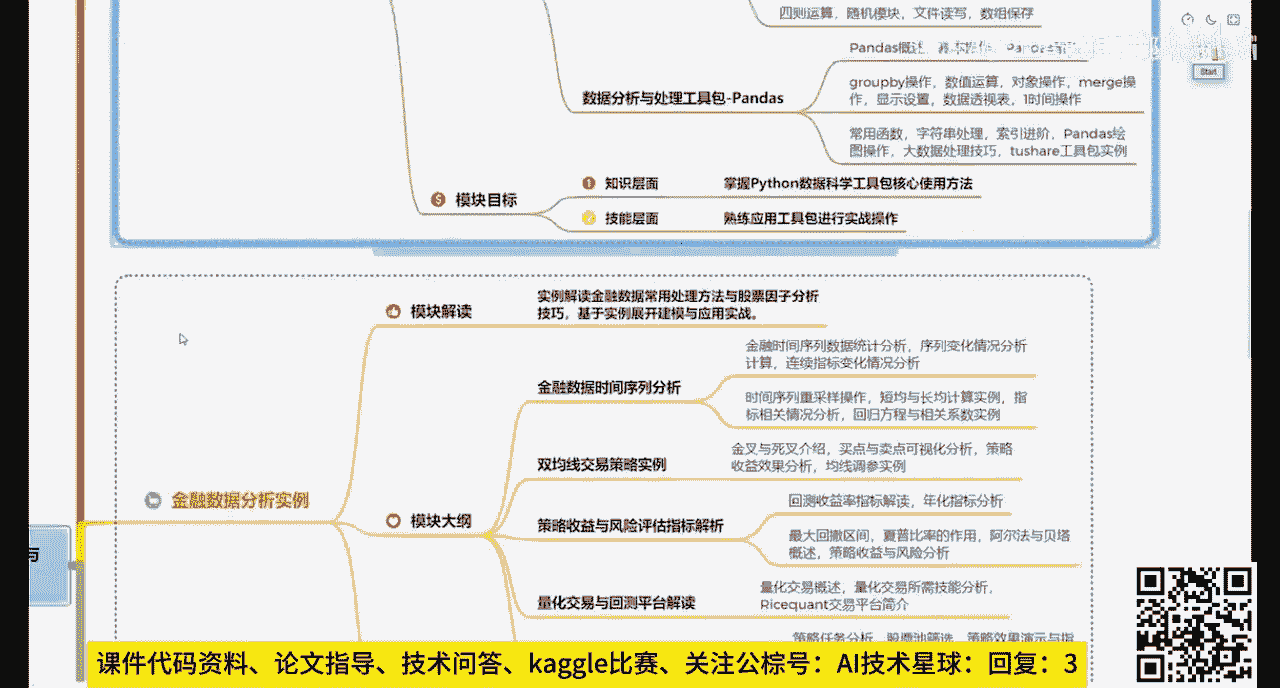 四则运算，随机模块，文件读写，数组保存
Pandas概述，
Start
groupby操作，数值运算，对象操作，merge操
作，显示设置，数据透视表，1时间操作
数据分析与处理工具包-Pandas
常用函数，字符串处理，索引进阶，Pandas绘
图操作，大数据处理技巧，tushare工具包实例
模块目标
知识层面
掌握Python数据科学工具包核心使用方法
技能层面
熟练应用工具包进行实战操作
模块解读
实例解读金融数据常用处理方法与股票因子分析
技巧，基于实例展开建模与应用实战。
金融数据时间序列分析
金融时间序列数据统计分析，序列变化情况分析
计算，连续指标变化情况分析
时间序列重采样操作，短均与长均计算实例，指
标相关情况分析，回归方程与相关系数实例
双均线交易策略实例
金叉与死叉介绍，买点与卖点可视化分析，策略
收益效果分析，均线调参实例
金融数据分析实例
模块大纲
策略收益与风险评估指标解析
回测收益率指标解读，年化指标分析
最大回撤区间，夏普比率的作用，阿尔法与贝塔
概述，策略收益与风险分析
与
量化交易与回测平台解读
量化交易概述，量化交易所需技能分析，
Ricequant交易平台简介
策略任务分析，股票池筛选，策略效果演示与指
课件代码资料、论文指导、技术问答、kaggle比赛、关注公棕号：AI技术星球：回复：3